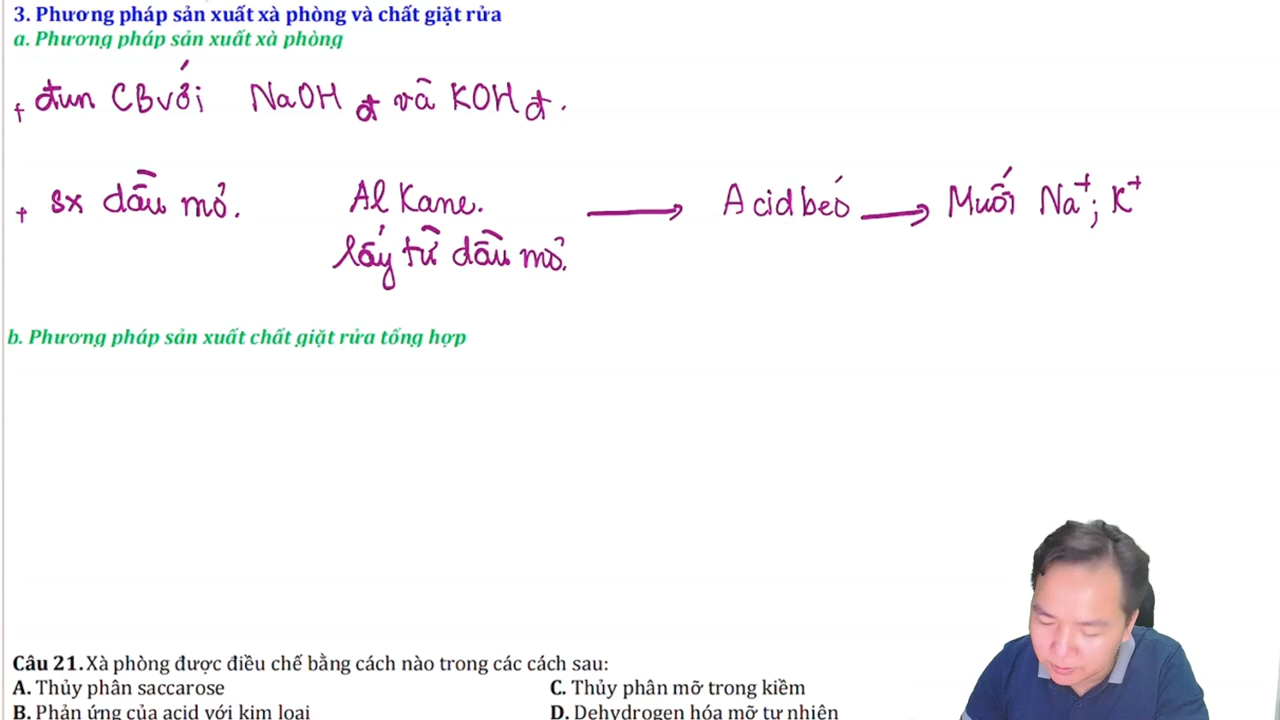 3. Phương pháp sản xuất xà phòng và chất giặt rửa
a. Phương pháp sản xuất xà phòng
+ đun CB với NaOH đ và KOH đ.
+ sx dầu mỏ. Alkane. ⟶ Acid béo ⟶ Muối Na⁺; K⁺
lấy từ dầu mỏ.
b. Phương pháp sản xuất chất giặt rửa tổng hợp
Câu 21. Xà phòng được điều chế bằng cách nào trong các cách sau:
A. Thủy phân saccarose C. Thủy phân mỡ trong kiềm
B. Phản ứng của acid với kim loại D. Dehydrogen hóa mỡ tự nhiên